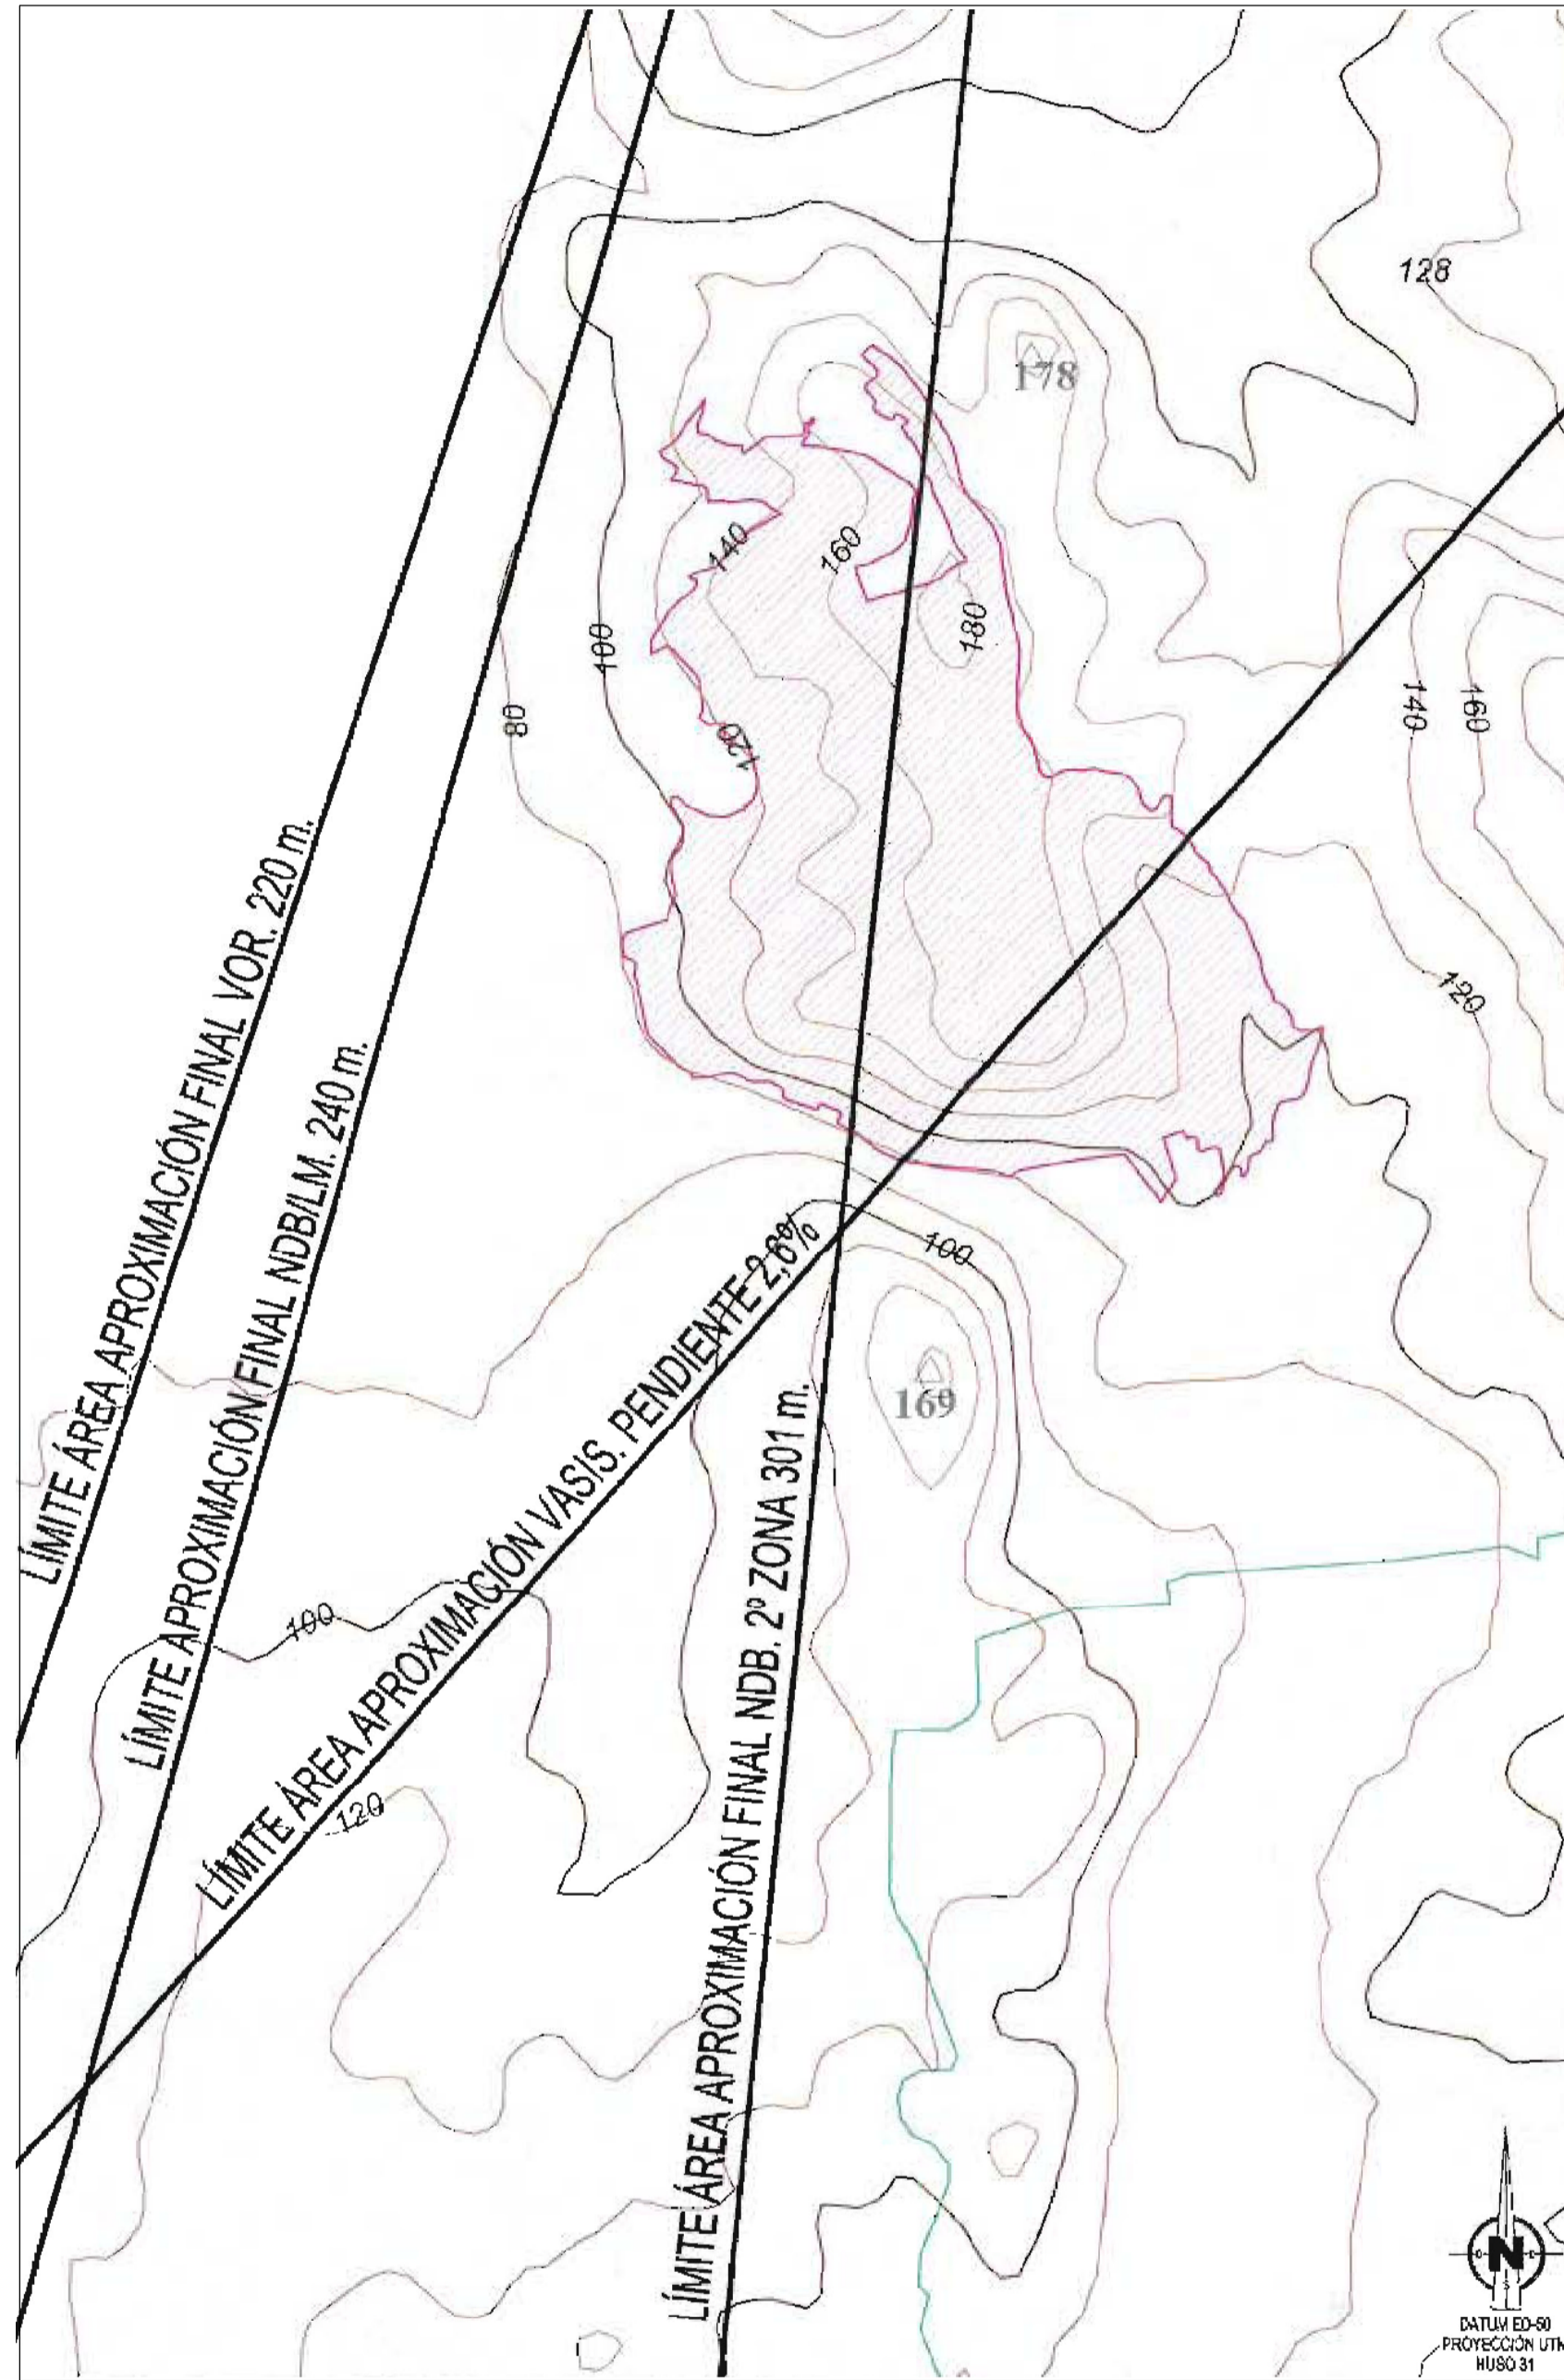 128
178
140
160
180
100
80
120
140
160
LÍMITE ÁREA APROXIMACIÓN FINAL VOR. 220 m.
LÍMITE APROXIMACIÓN FINAL NDB/LM. 240 m.
120
LÍMITE ÁREA APROXIMACIÓN VASIS. PENDIENTE 2,6%
100
169
LÍMITE ÁREA APROXIMACIÓN FINAL NDB. 2º ZONA 301 m.
100
120
N
S
DATUM ED-50
PROYECCIÓN UTM
HUSO 31